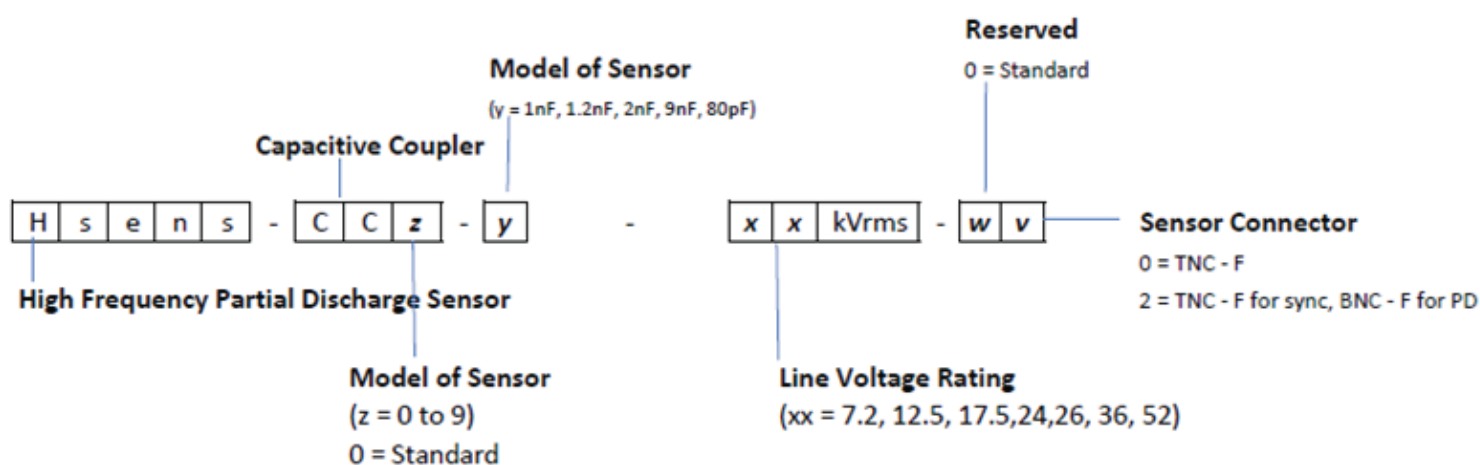 Reserved
0 = Standard
Model of Sensor
(y = 1nF, 1.2nF, 2nF, 9nF, 80pF)
Capacitive Coupler
H s e n s - C C z - y - x x kVrms - w v
Sensor Connector
0 = TNC - F
2 = TNC - F for sync, BNC - F for PD
High Frequency Partial Discharge Sensor
Model of Sensor
(z = 0 to 9)
0 = Standard
Line Voltage Rating
(xx = 7.2, 12.5, 17.5,24,26, 36, 52)